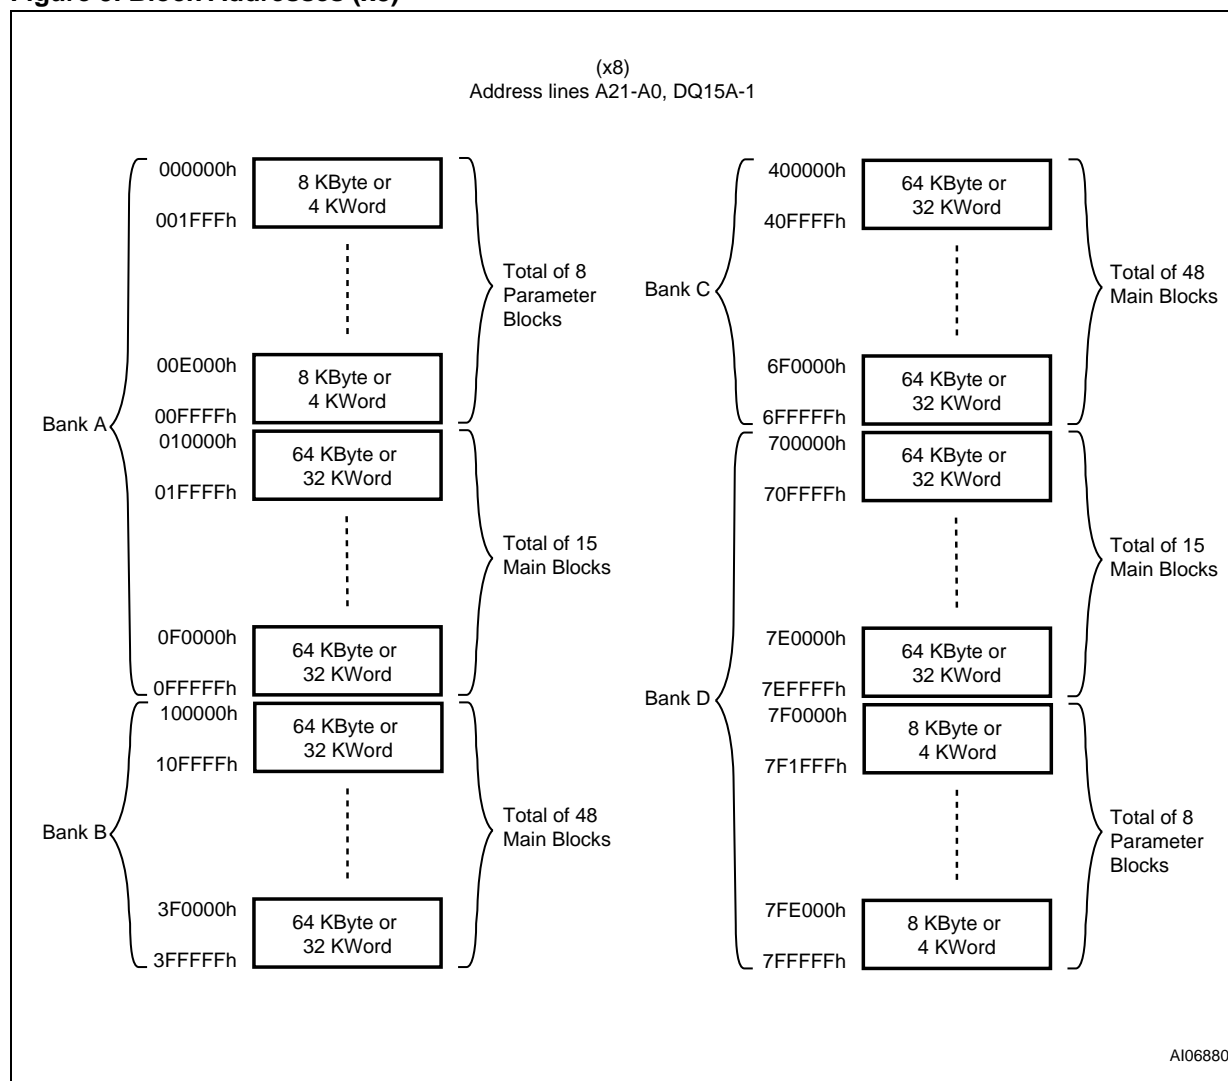 (x8)
Address lines A21-A0, DQ15A-1
Bank A
000000h
8 KByte or
4 KWord
001FFFh
Total of 8
Parameter
Blocks
00E000h
8 KByte or
4 KWord
00FFFFh
010000h
64 KByte or
32 KWord
01FFFFh
Total of 15
Main Blocks
0F0000h
64 KByte or
32 KWord
0FFFFFh
Bank B
100000h
64 KByte or
32 KWord
10FFFFh
Total of 48
Main Blocks
3F0000h
64 KByte or
32 KWord
3FFFFFh
Bank C
400000h
64 KByte or
32 KWord
40FFFFh
Total of 48
Main Blocks
6F0000h
64 KByte or
32 KWord
6FFFFFh
Bank D
700000h
64 KByte or
32 KWord
70FFFFh
Total of 15
Main Blocks
7E0000h
64 KByte or
32 KWord
7EFFFFh
7F0000h
8 KByte or
4 KWord
7F1FFFh
Total of 8
Parameter
Blocks
7FE000h
8 KByte or
4 KWord
7FFFFFh
AI06880